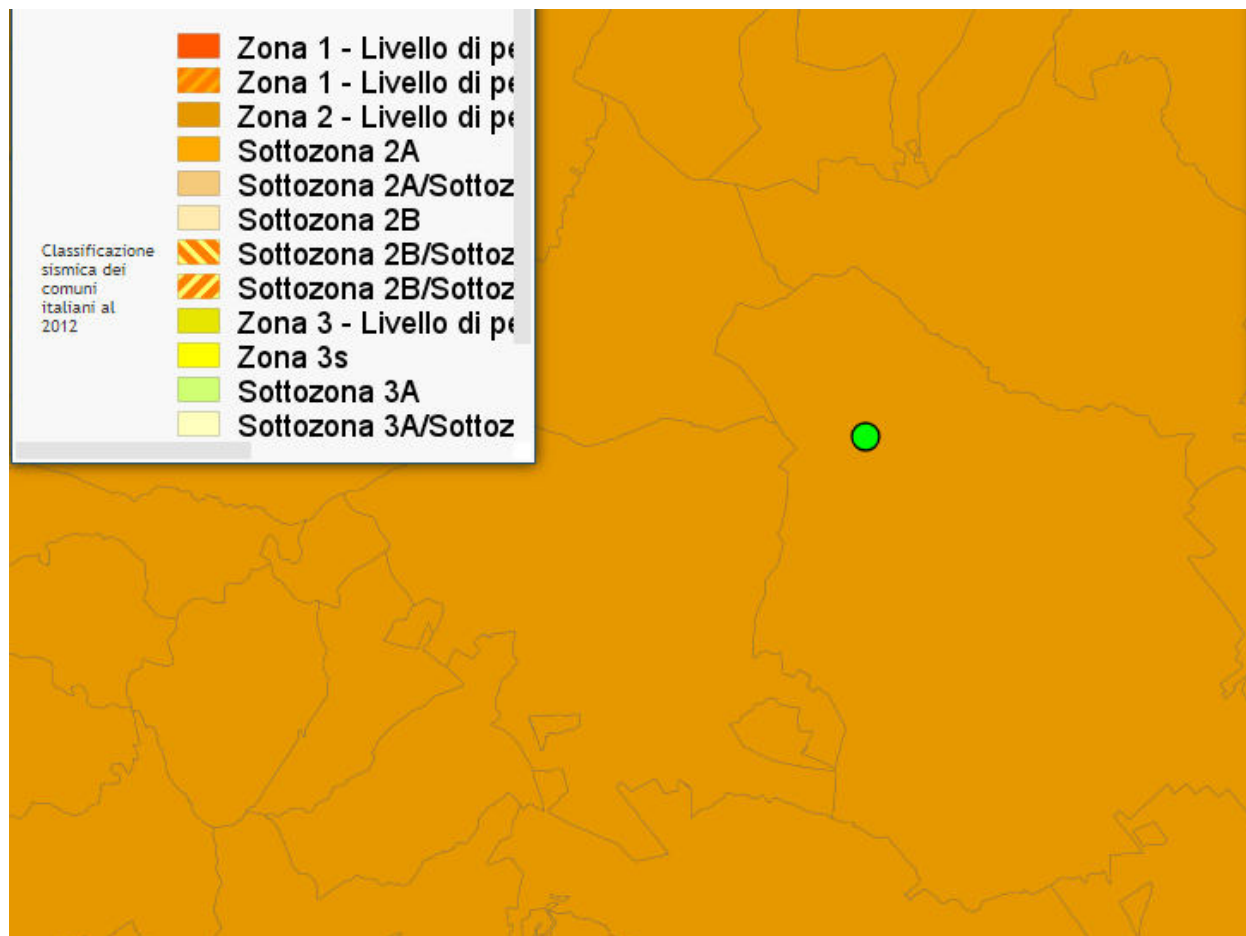 Zona 1 - Livello di pe
Zona 1 - Livello di pe
Zona 2 - Livello di pe
Sottozona 2A
Sottozona 2A/Sottoz
Sottozona 2B
Sottozona 2B/Sottoz
Sottozona 2B/Sottoz
Zona 3 - Livello di pe
Zona 3s
Sottozona 3A
Sottozona 3A/Sottoz
Classificazione
sismica dei
comuni
italiani al
2012